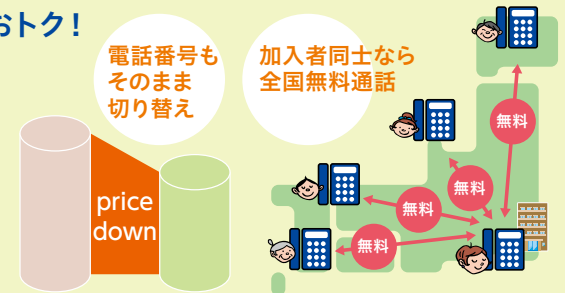 おトク!
電話番号も
そのまま
切り替え
加入者同士なら
全国無料通話
price
down
無料
無料
無料
無料